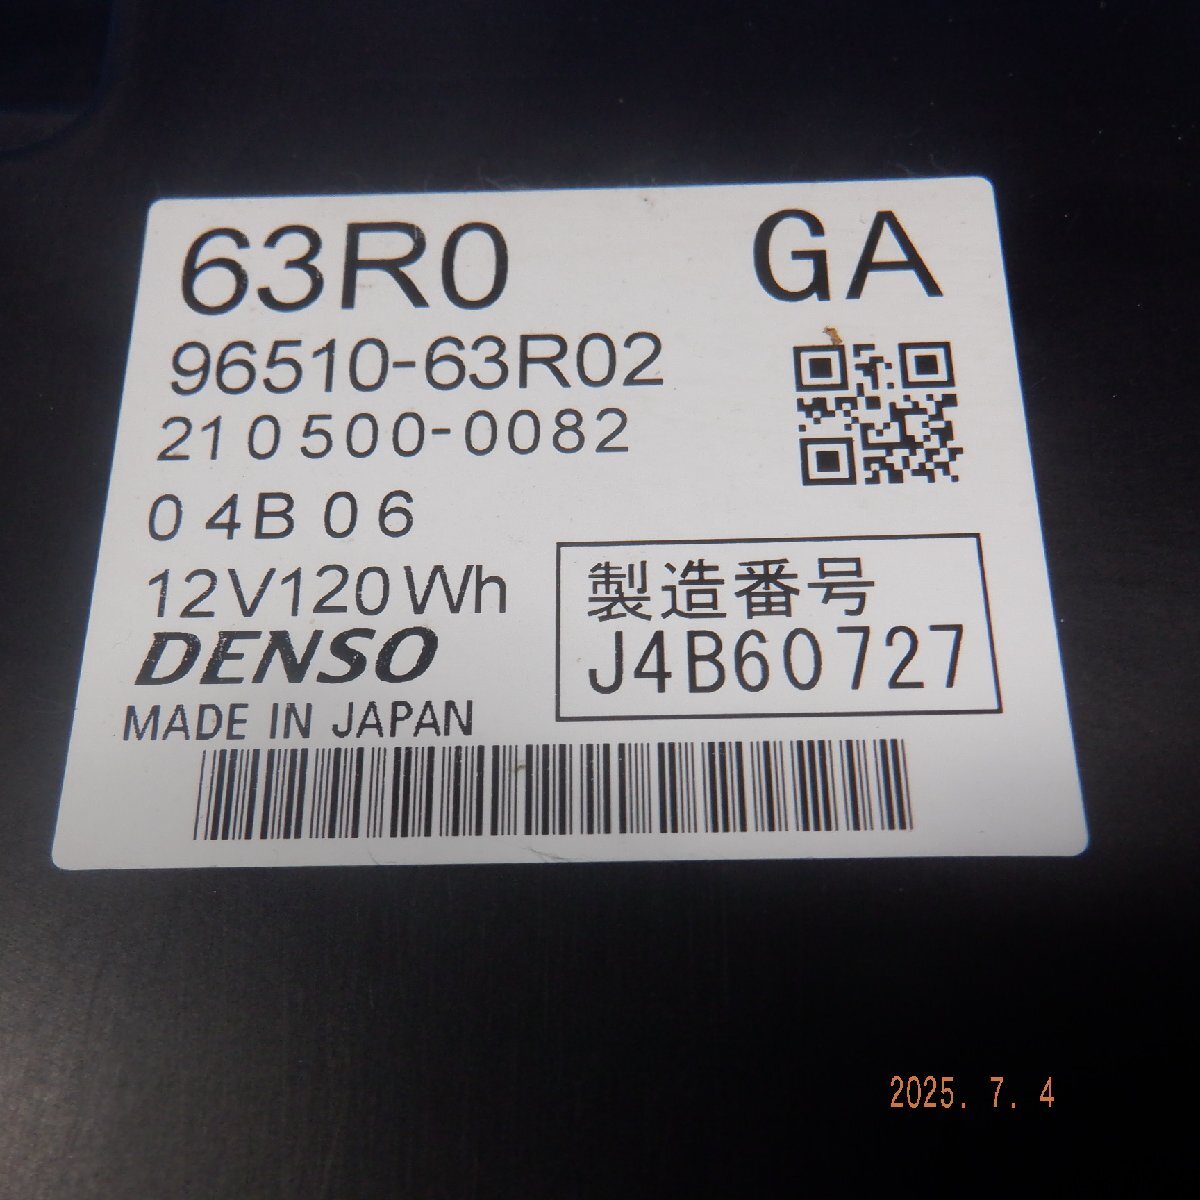 63R0 GA
96510-63R02
210500-0082
04B06
12V120Wh
製造番号
J4B60727
DENSO
MADE IN JAPAN
2025. 7. 4